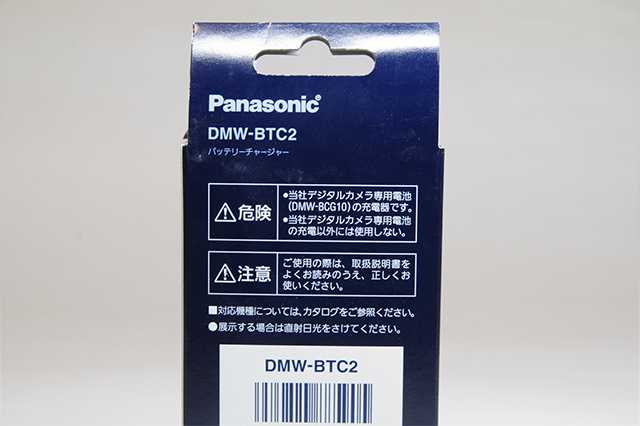 Panasonic®
DMW-BTC2
バッテリーチャージャー
危険
●当社デジタルカメラ専用電池
(DMW-BCG10)の充電器です。
●当社デジタルカメラ専用電池
の充電以外には使用しない。
注意
ご使用の際は、取扱説明書を
よくお読みのうえ、正しくお
使いください。
■対応機種については、カタログをご参照ください。
●展示する場合は直射日光をさけてください。
DMW-BTC2